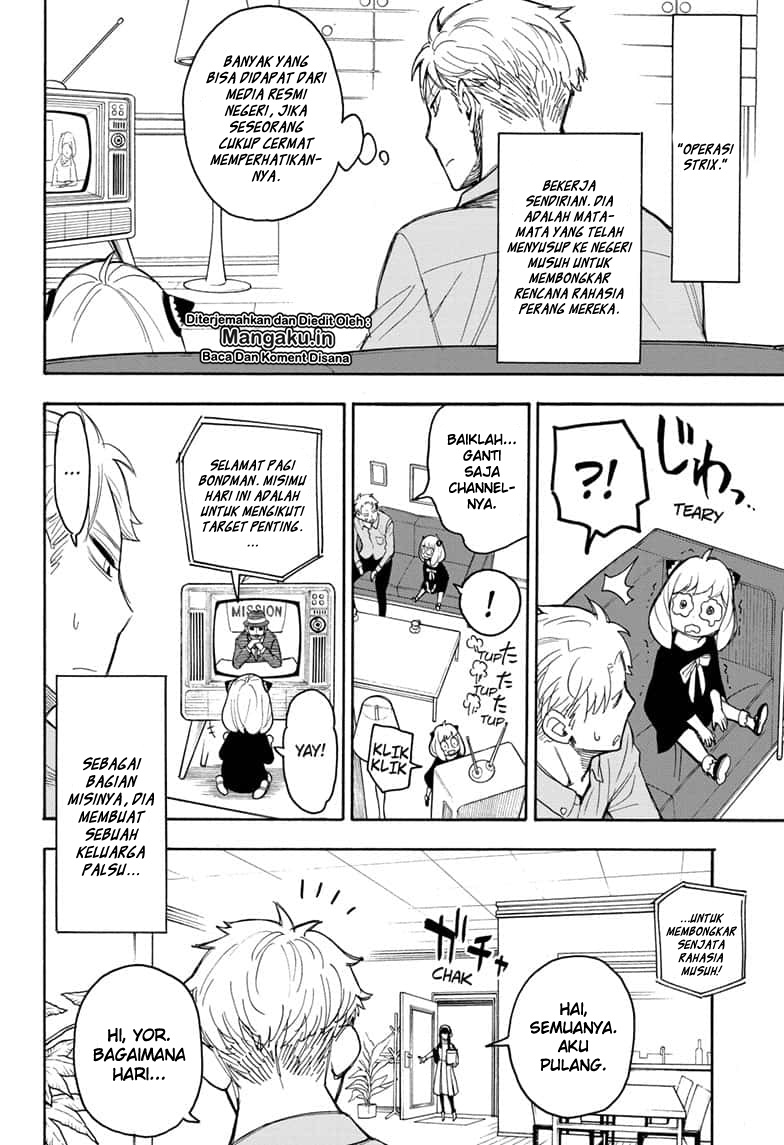 "OPERASI
STRIX."
BANYAK YANG
BISA DIDAPAT DARI
MEDIA RESMI
NEGERI, JIKA
SESEORANG
CUKUP CERMAT
MEMPERHATIKAN-
NYA.
BEKERJA
SENDIRIAN. DIA
ADALAH MATA-
MATA YANG TELAH
MENYUSUP KE NEGERI
MUSUH UNTUK
MEMBONGKAR
RENCANA RAHASIA
PERANG MEREKA.
Diterjemahkan dan Diedit Oleh :
Mangaku.in
Baca Dan Koment Disana
?!
じわっ..
TEARY
BAIKLAH...
GANTI
SAJA
CHANNEL-
NYA.
!
たたた
TUP
TUP
TUP
KLIK
KLIK
SELAMAT PAGI
BONDMAN. MISIMU
HARI INI ADALAH
UNTUK MENGIKUTI
TARGET PENTING.
...
MISSION
YAY!
...
SEBAGAI
BAGIAN
MISINYA, DIA
MEMBUAT
SEBUAH
KELUARGA
PALSU...
...UNTUK
MEMBONGKAR
SENJATA
RAHASIA
MUSUH!
ガチャ
CHAK
HAI,
SEMUANYA.
AKU
PULANG.
HI, YOR.
BAGAIMANA
HARI...